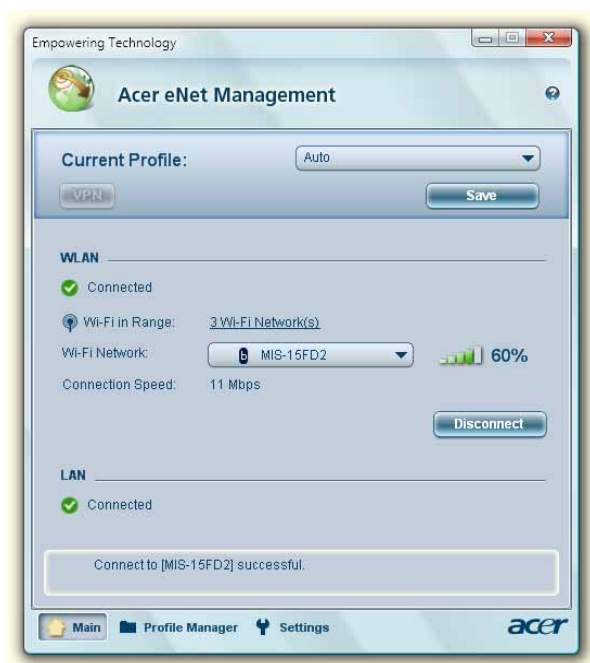 Empowering Technology
Acer eNet Management
Current Profile: Auto
VPN Save
WLAN
Connected
Wi-Fi in Range: 3 Wi-Fi Network(s)
Wi-Fi Network: b MIS-15FD2 60%
Connection Speed: 11 Mbps
Disconnect
LAN
Connected
Connect to [MIS-15FD2] successful.
Main Profile Manager Settings acer